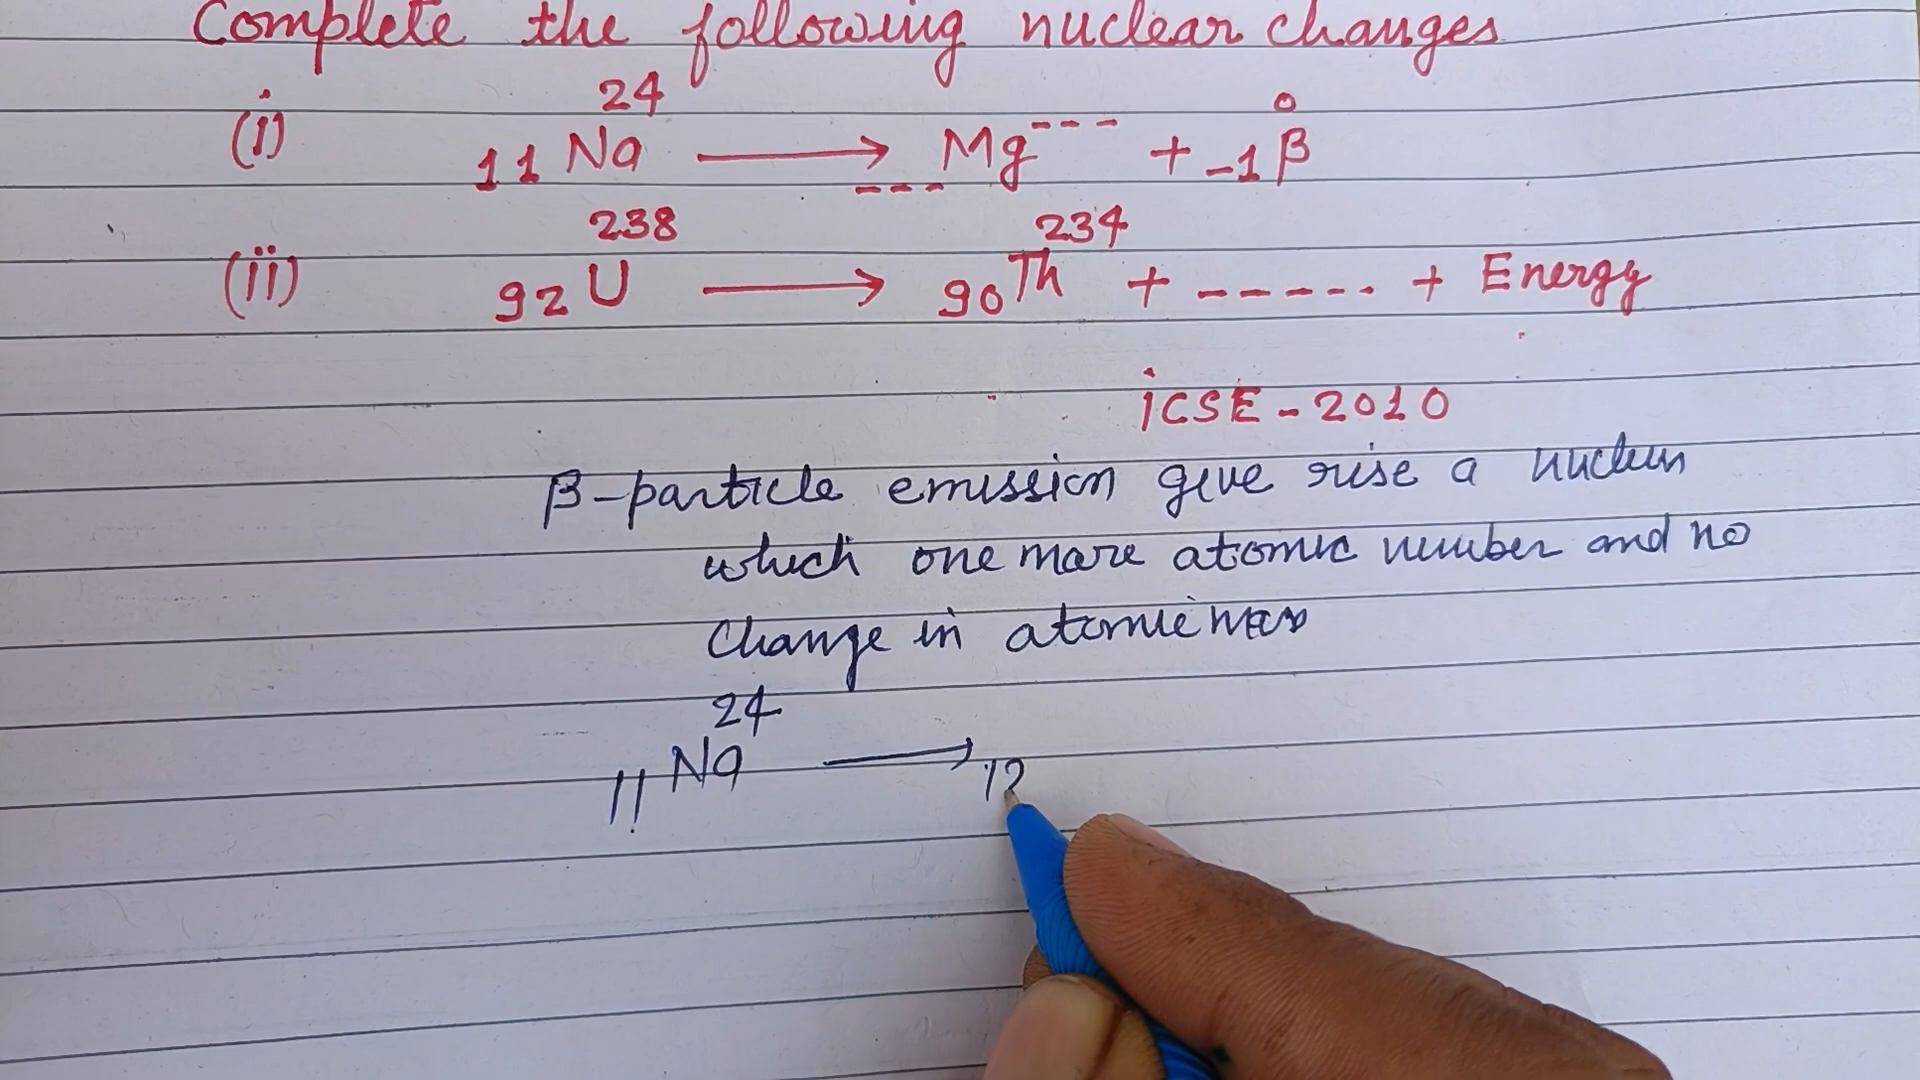 Complete the following nuclear changes
(i) 11 Na 24 ⟶ --- Mg --- + -1 β 0
(ii) 92 U 238 ⟶ 90 Th 234 + ----- + Energy
iCSE - 2010
β-particle emission give rise a
which one more atomic number and no
Change in atomic mass
11 Na 24 ⟶ 12